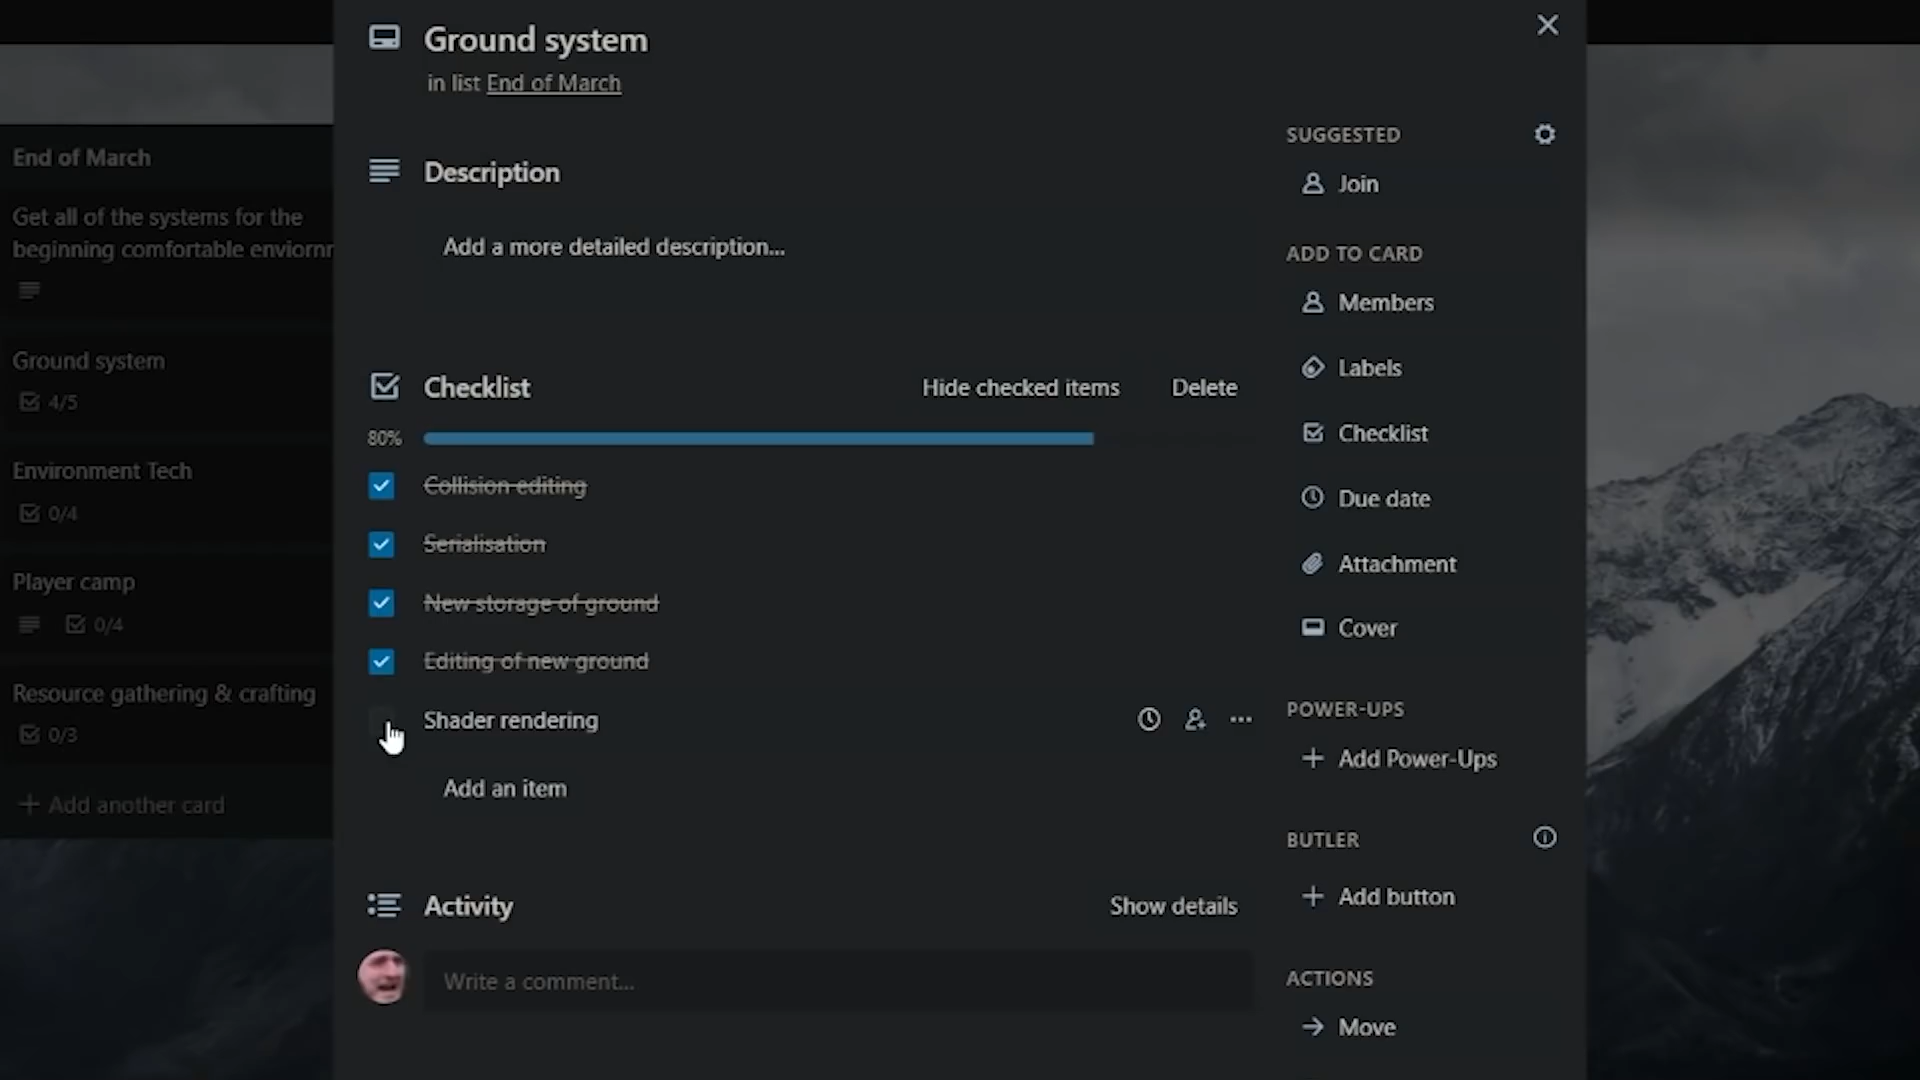 Ground system
in list End of March
Description
Add a more detailed description...
Checklist
Hide checked items
Delete
80%
Collision editing
Serialisation
New storage of ground
Editing of new ground
Shader rendering
Add an item
Activity
Show details
Write a comment...
SUGGESTED
Join
ADD TO CARD
Members
Labels
Checklist
Due date
Attachment
Cover
POWER-UPS
Add Power-Ups
BUTLER
Add button
ACTIONS
Move
End of March
Get all of the systems for the
beginning comfortable enviornr
Ground system
4/5
Environment Tech
0/4
Player camp
0/4
Resource gathering & crafting
0/3
Add another card